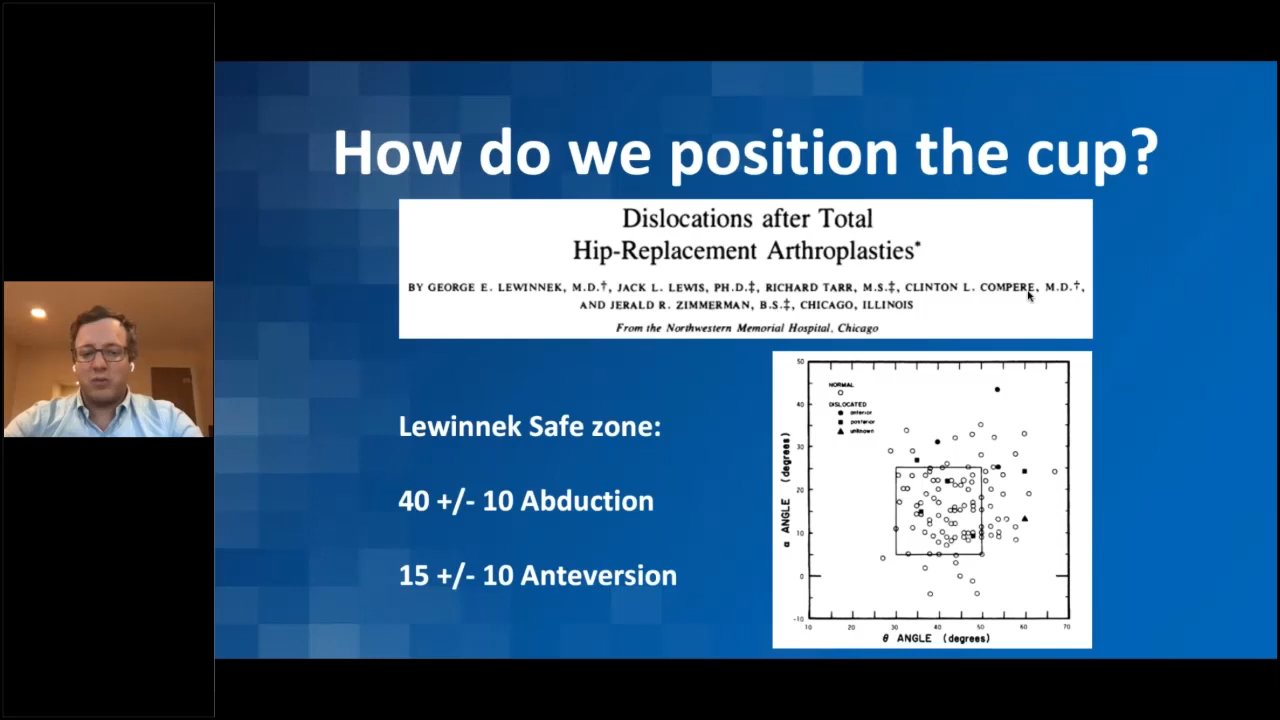 How do we position the cup?
Dislocations after Total
Hip-Replacement Arthroplasties*
BY GEORGE E. LEWINNEK, M.D.†, JACK L. LEWIS, PH.D.‡, RICHARD TARR, M.S.‡, CLINTON L. COMPERE, M.D.†,
AND JERALD R. ZIMMERMAN, B.S.‡, CHICAGO, ILLINOIS
From the Northwestern Memorial Hospital, Chicago
Lewinnek Safe zone:
40 +/- 10 Abduction
15 +/- 10 Anteversion
NORMAL
DISLOCATED
anterior
posterior
unknown
α ANGLE (degrees)
50
40
30
20
10
0
-10
10 20 30 40 50 60 70
θ ANGLE (degrees)